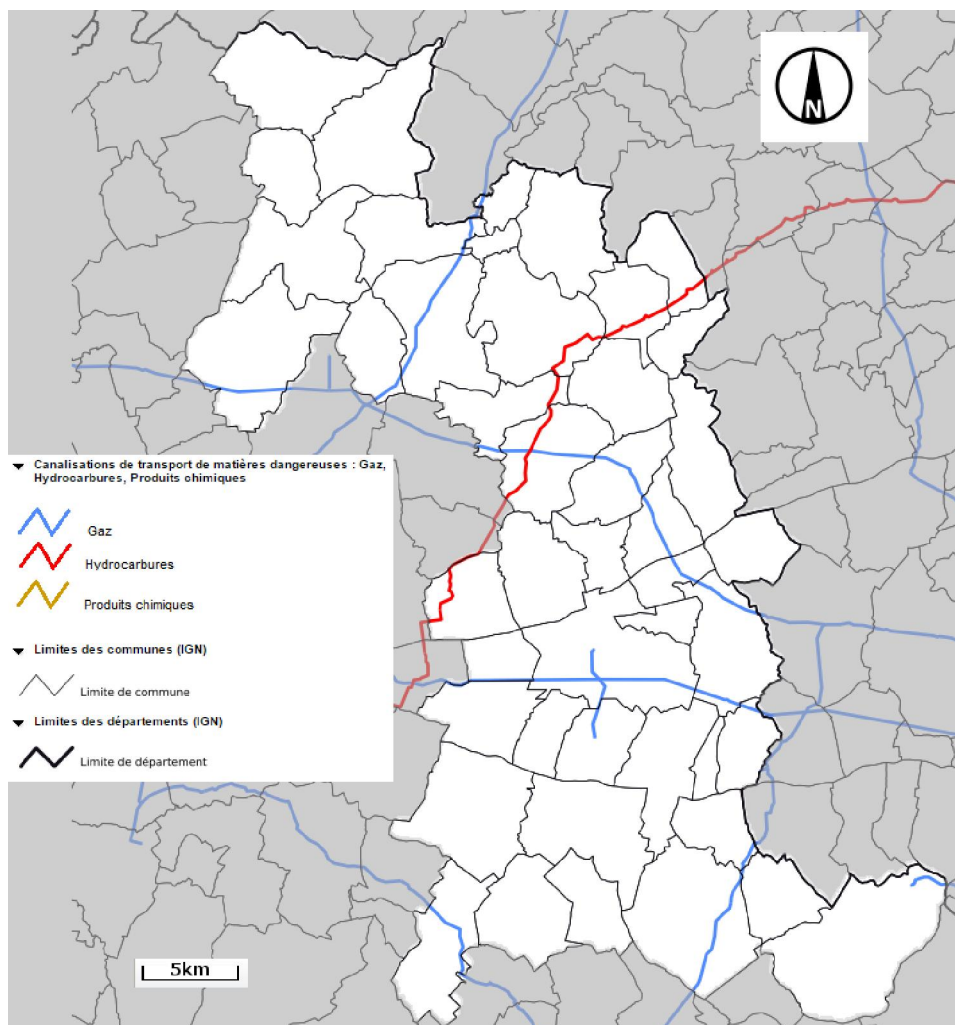 N
Canalisations de transport de matières dangereuses : Gaz,
Hydrocarbures, Produits chimiques
Gaz
Hydrocarbures
Produits chimiques
Limites des communes (IGN)
Limite de commune
Limites des départements (IGN)
Limite de département
5km